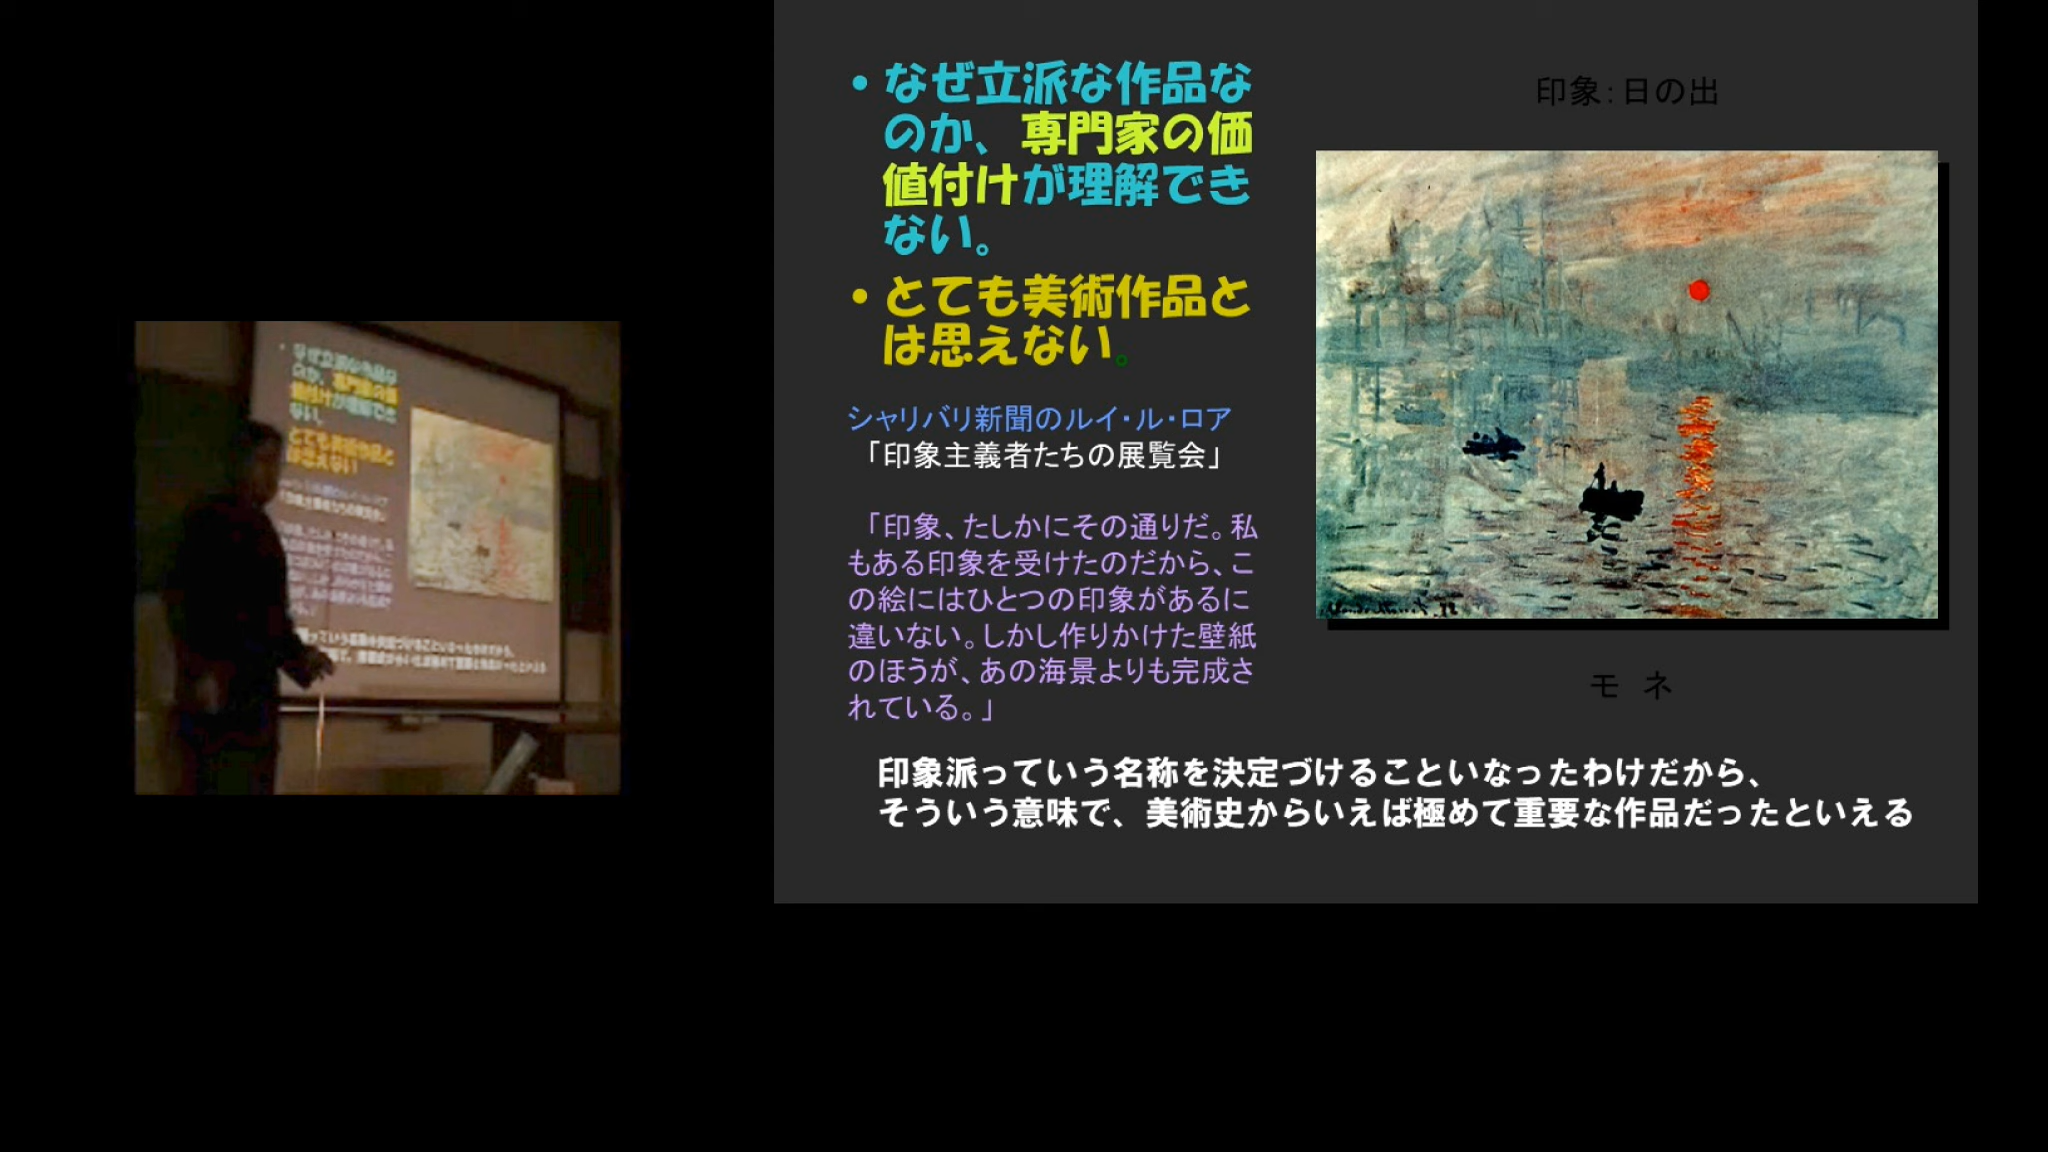 • なぜ立派な作品な
のか、専門家の価
値付けが理解でき
ない。
• とても美術作品と
は思えない。
シャリバリ新聞のルイ・ル・ロア
「印象主義者たちの展覧会」
「印象、たしかにその通りだ。私
もある印象を受けたのだから、こ
の絵にはひとつの印象があるに
違いない。しかし作りかけた壁紙
のほうが、あの海景よりも完成さ
れている。」
印象：日の出
モ ネ
印象派っていう名称を決定づけることいなったわけだから、
そういう意味で、美術史からいえば極めて重要な作品だったといえる